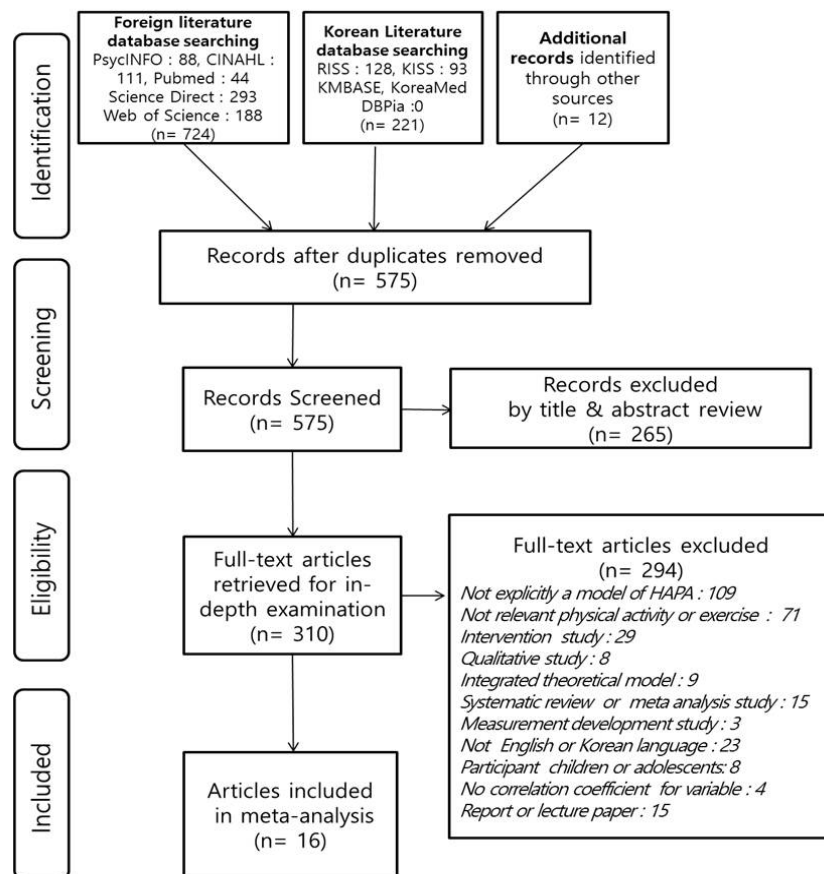 Identification
Foreign literature
database searching
PsycINFO : 88, CINAHL :
111, Pubmed : 44
Science Direct : 293
Web of Science : 188
(n= 724)
Korean Literature
database searching
RISS : 128, KISS : 93
KMBASE, KoreaMed
DBPia :0
(n = 221)
Additional
records identified
through other
sources
(n = 12)
Records after duplicates removed
(n= 575)
Screening
Records Screened
(n= 575)
Records excluded
by title & abstract review
(n= 265)
Eligibility
Full-text articles
retrieved for in-
depth examination
(n= 310)
Full-text articles excluded
(n= 294)
Not explicitly a model of HAPA : 109
Not relevant physical activity or exercise : 71
Intervention study : 29
Qualitative study : 8
Integrated theoretical model : 9
Systematic review or meta analysis study : 15
Measurement development study : 3
Not English or Korean language : 23
Participant children or adolescents: 8
No correlation coefficient for variable : 4
Report or lecture paper : 15
Included
Articles included
in meta-analysis
(n= 16)